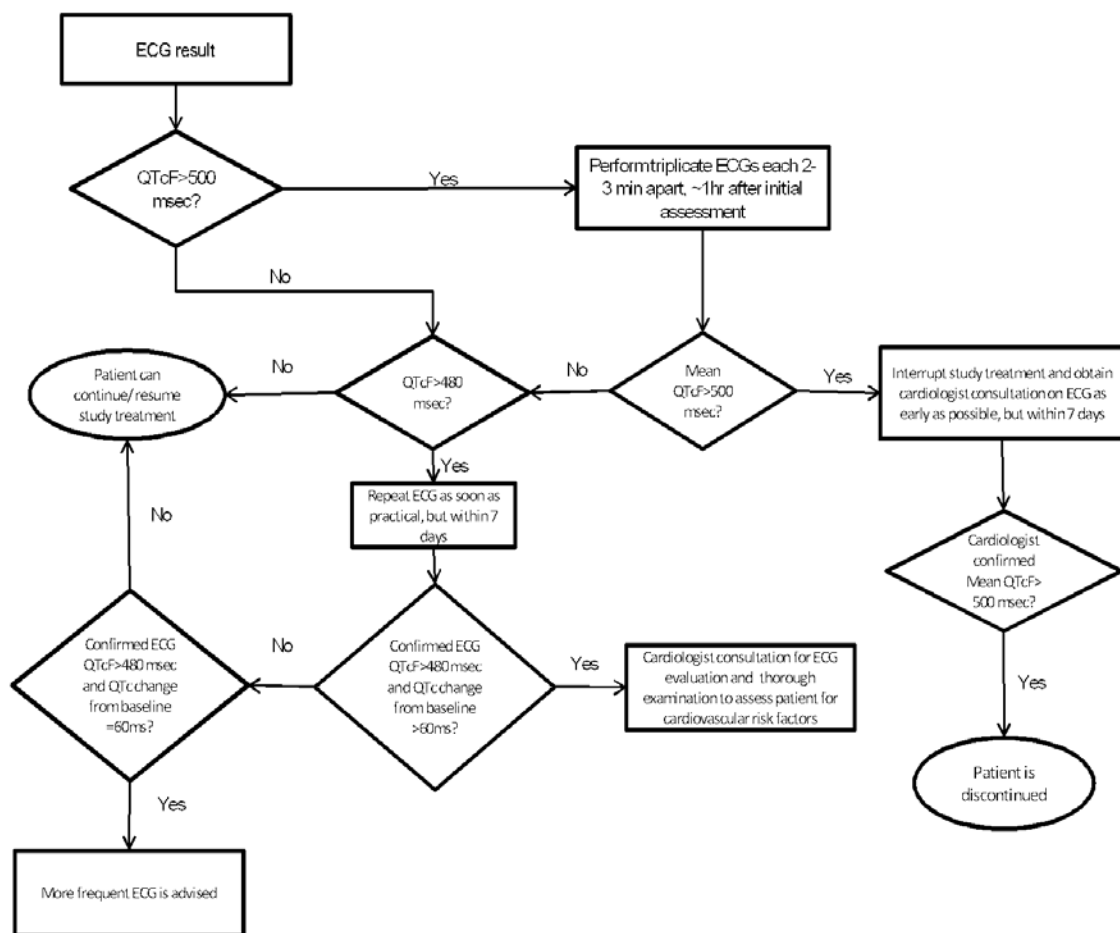 ECG result
QTcF>500
msec?
Yes
Perform triplicate ECGs each 2-
3 min apart, ~1hr after initial
assessment
No
Patient can
continue/resume
study treatment
No
QTcF>480
msec?
No
Mean
QTcF>500
msec?
Yes
Interrupt study treatment and obtain
cardiologist consultation on ECG as
early as possible, but within 7 days
Yes
Repeat ECG as soon as
practical, but within 7
days
No
Cardiologist
confirmed
Mean QTcF>
500 msec?
Confirmed ECG
QTcF>480 msec
and QTc change
from baseline
=60ms?
No
Confirmed ECG
QTcF>480 msec
and QTc change
from baseline
>60ms?
Yes
Cardiologist consultation for ECG
evaluation and thorough
examination to assess patient for
cardiovascular risk factors
Yes
Patient is
discontinued
Yes
More frequent ECG is advised